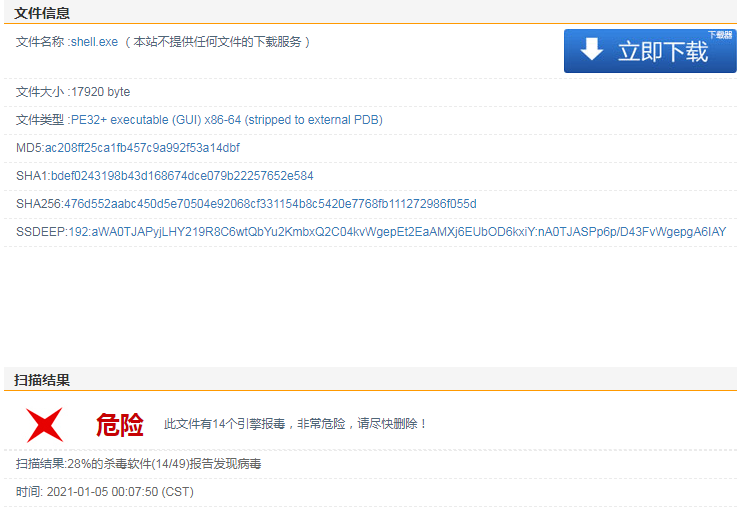 文件信息
文件名称 :shell.exe （本站不提供任何文件的下载服务）
下载器
立即下载
文件大小 :17920 byte
文件类型 :PE32+ executable (GUI) x86-64 (stripped to external PDB)
MD5:ac208ff25ca1fb457c9a992f53a14dbf
SHA1:bdef0243198b43d168674dce079b22257652e584
SHA256:476d552aabc450d5e70504e92068cf331154b8c5420e7768fb111272986f055d
SSDEEP:192:aWA0TJAPyjLHY219R8C6wtQbYu2KmbxQ2C04kvWgepEt2EaAMXj6EUbOD6kxiY:nA0TJASPp6p/D43FvWgepgA6IAY
扫描结果
危险
此文件有14个引擎报毒，非常危险，请尽快删除！
扫描结果:28%的杀毒软件(14/49)报告发现病毒
时间: 2021-01-05 00:07:50 (CST)